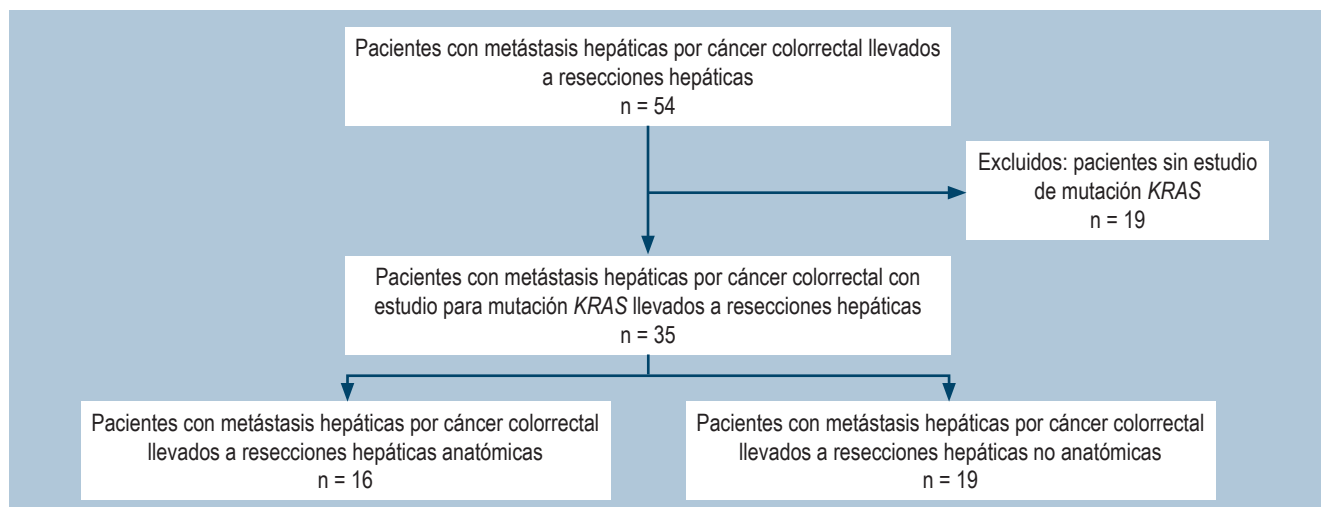 Pacientes con metástasis hepáticas por cáncer colorrectal llevados
a resecciones hepáticas
n = 54
Excluidos: pacientes sin estudio
de mutación KRAS
n = 19
Pacientes con metástasis hepáticas por cáncer colorrectal con
estudio para mutación KRAS llevados a resecciones hepáticas
n = 35
Pacientes con metástasis hepáticas por cáncer colorrectal
llevados a resecciones hepáticas anatómicas
n = 16
Pacientes con metástasis hepáticas por cáncer colorrectal
llevados a resecciones hepáticas no anatómicas
n = 19